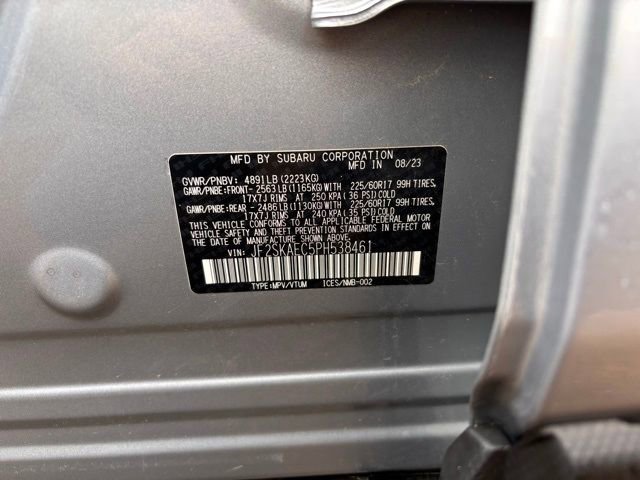 MFD BY SUBARU CORPORATION
MFD IN 08/23
GVWR/PNBV: 4891LB(2223KG)
GAWR/PNBE:FRONT- 2563LB(1165KG)WITH 225/60R17 99H TIRES,
17X7J RIMS AT 250 KPA(36 PSI)COLD
GAWR/PNBE:REAR - 2486LB(1130KG)WITH 225/60R17 99H TIRES,
17X7J RIMS AT 240 KPA(35 PSI)COLD
THIS VEHICLE CONFORMS TO ALL APPLICABLE FEDERAL MOTOR
VEHICLE SAFETY, BUMPER, AND THEFT PREVENTION STANDARDS IN EFFECT
ON THE DATE OF MANUFACTURE SHOWN ABOVE.
VIN: JF2SKAEC5PH538461
TYPE:MPV/VTUM ICES/NMB-002